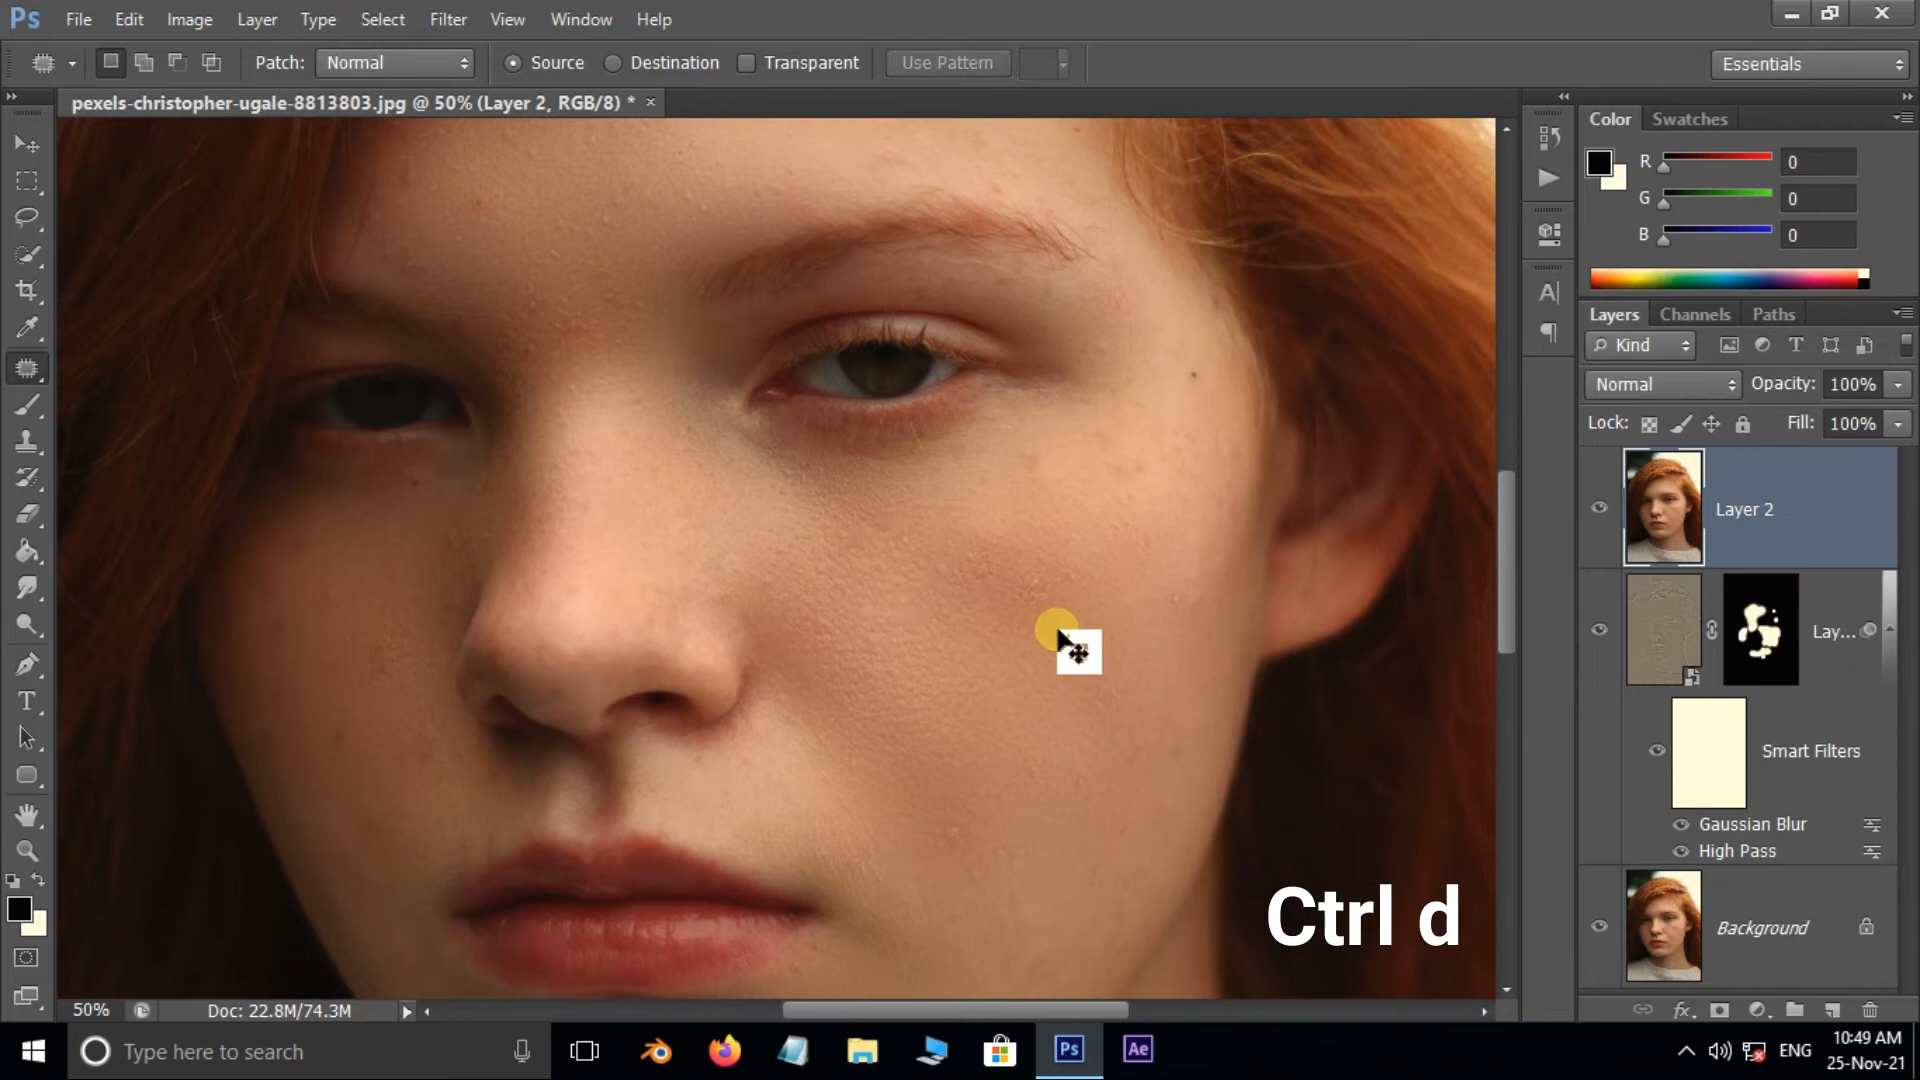 Ps File Edit Image Layer Type Select Filter View Window Help
Patch: Normal Source Destination Transparent Use Pattern Essentials
pexels-christopher-ugale-8813803.jpg @ 50% (Layer 2, RGB/8) *
Color Swatches
R 0
G 0
B 0
Layers Channels Paths
Kind
Normal Opacity: 100%
Lock: Fill: 100%
Layer 2
Lay...
Smart Filters
Gaussian Blur
High Pass
Background
Ctrl d
50% Doc: 22.8M/74.3M
Type here to search Ps Ae ENG 10:49 AM
25-Nov-21